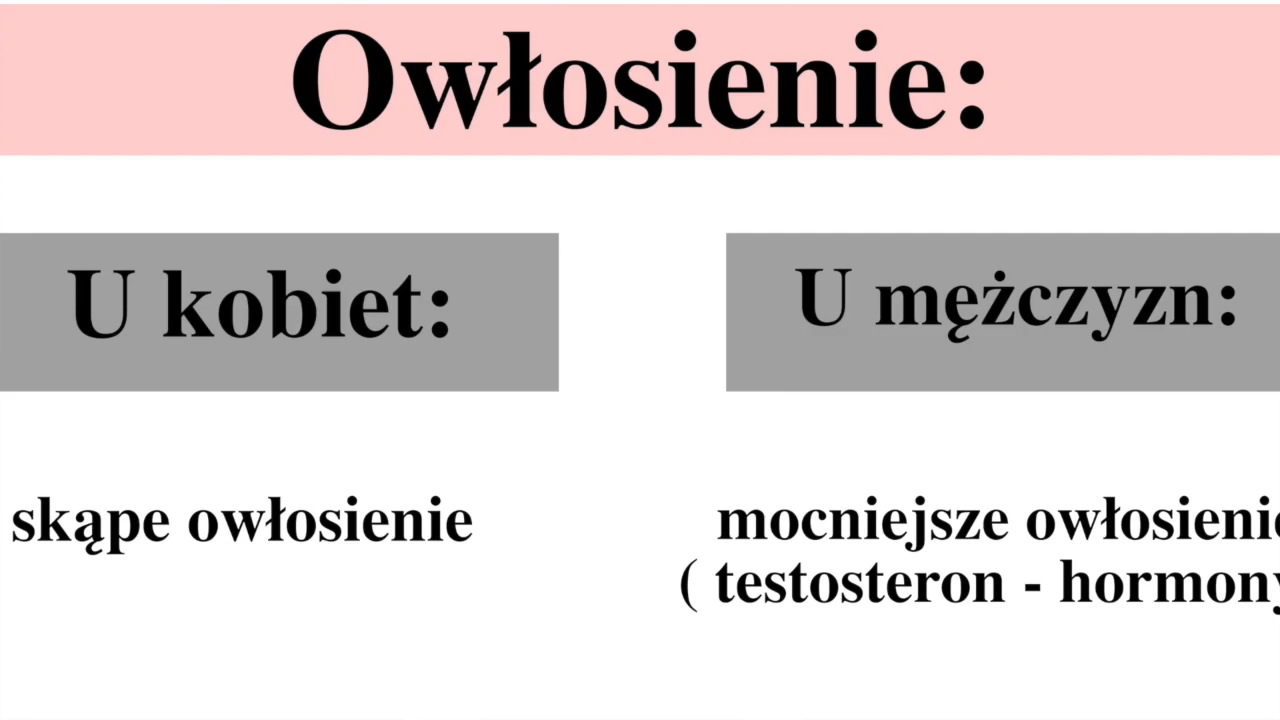 Owłosienie:
U kobiet:
U mężczyzn:
skąpe owłosienie
mocniejsze owłosienie
( testosteron - hormony